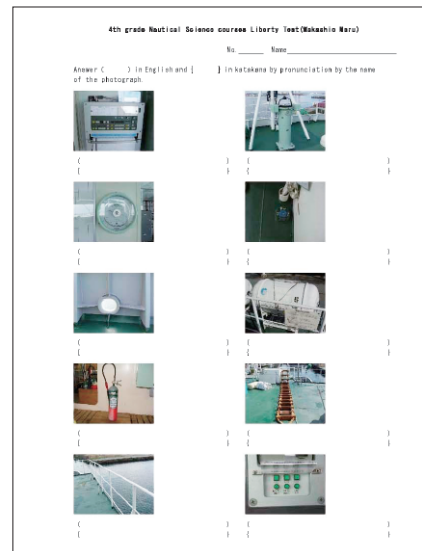 4th grade Nautical Science courses Liberty Test(Wakashio Maru)
No. ______ Name____________________
Answer ( ) in English and [ ] in katakana by pronunciation by the name
of the photograph
( ) (  )
[ ] [  ]
( ) (  )
[ ] [  ]
( ) (  )
[ ] [  ]
( ) (  )
[ ] [  ]
( ) (  )
[ ] [  ]